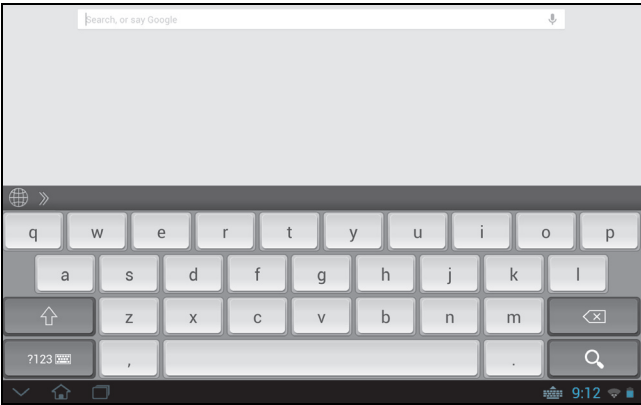 Search, or say Google
q w e r t y u i o p
a s d f g h j k l
z x c v b n m
?123 , .
9:12